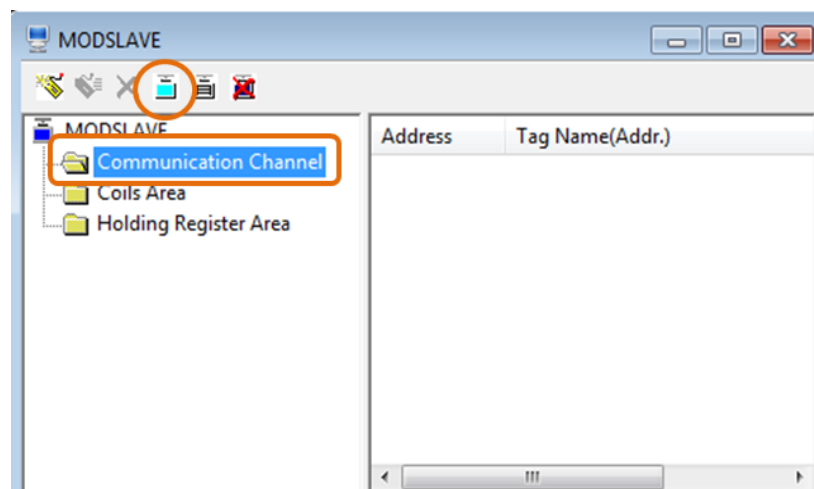 MODSLAVE
MODSLAVE
Communication Channel
Coils Area
Holding Register Area
Address Tag Name(Addr.)